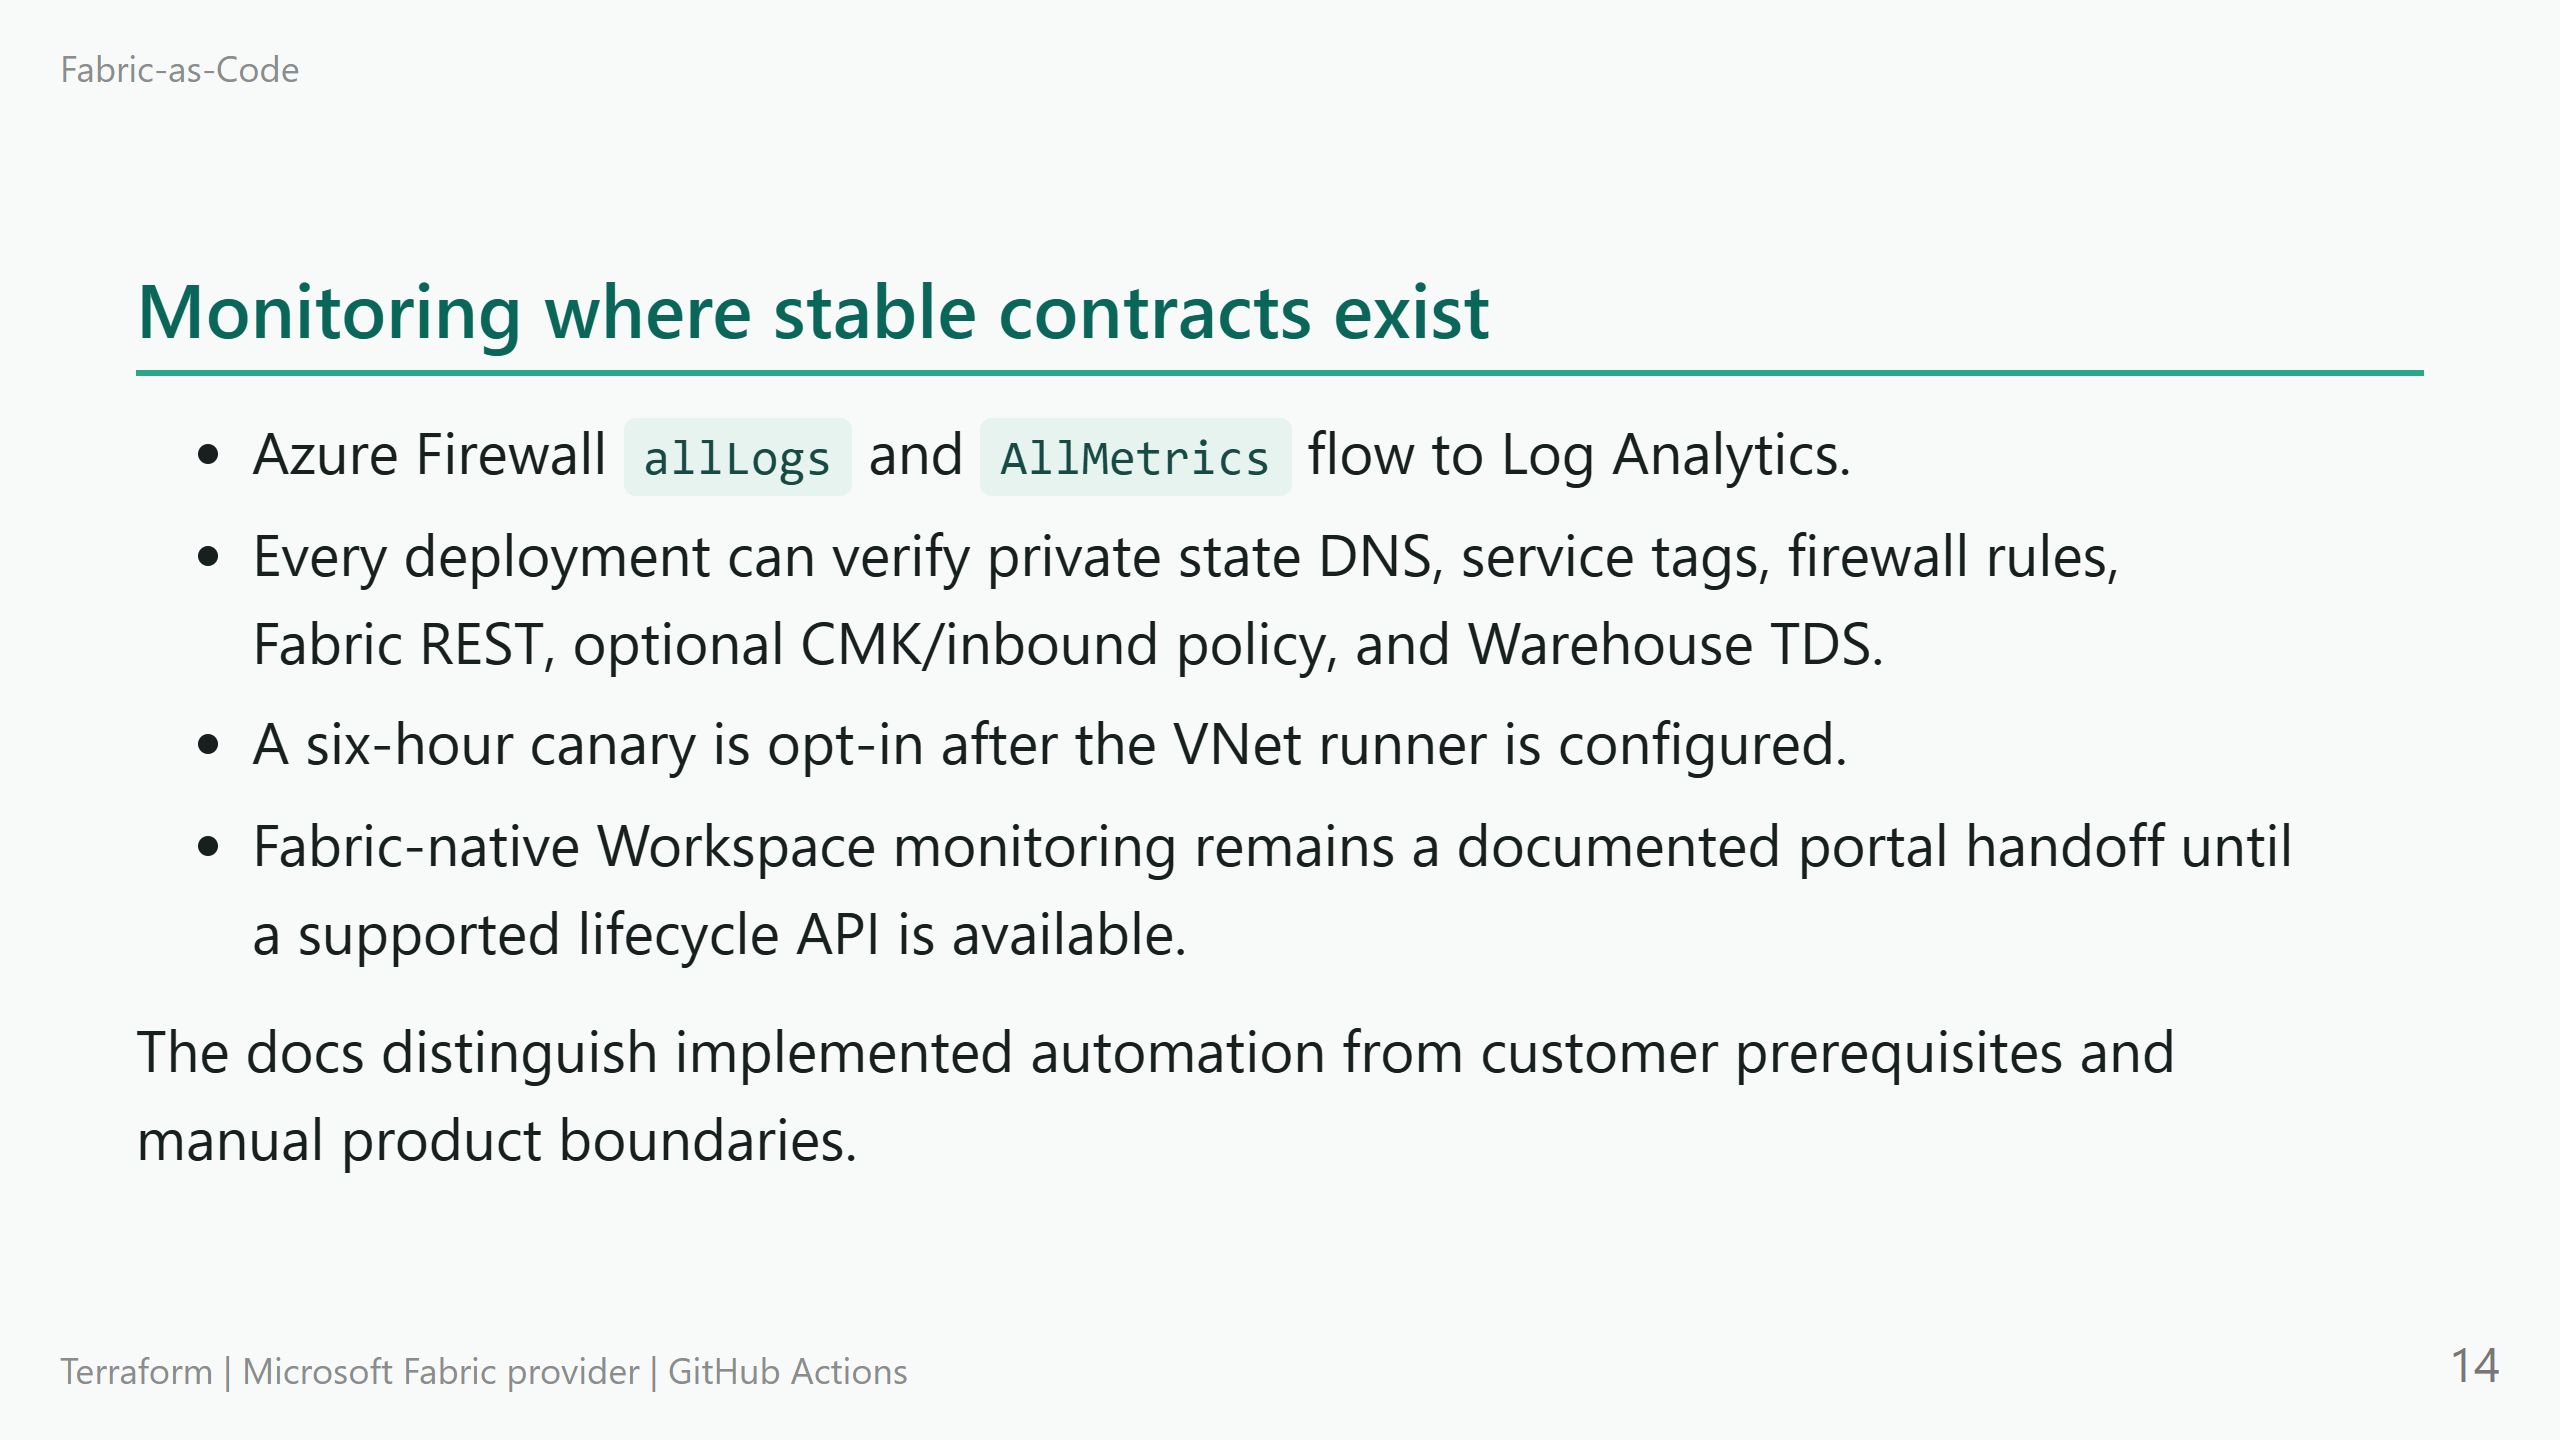 Fabric-as-Code
Monitoring where stable contracts exist
• Azure Firewall allLogs and AllMetrics flow to Log Analytics.
• Every deployment can verify private state DNS, service tags, firewall rules,
Fabric REST, optional CMK/inbound policy, and Warehouse TDS.
• A six-hour canary is opt-in after the VNet runner is configured.
• Fabric-native Workspace monitoring remains a documented portal handoff until
a supported lifecycle API is available.
The docs distinguish implemented automation from customer prerequisites and
manual product boundaries.
Terraform | Microsoft Fabric provider | GitHub Actions
14